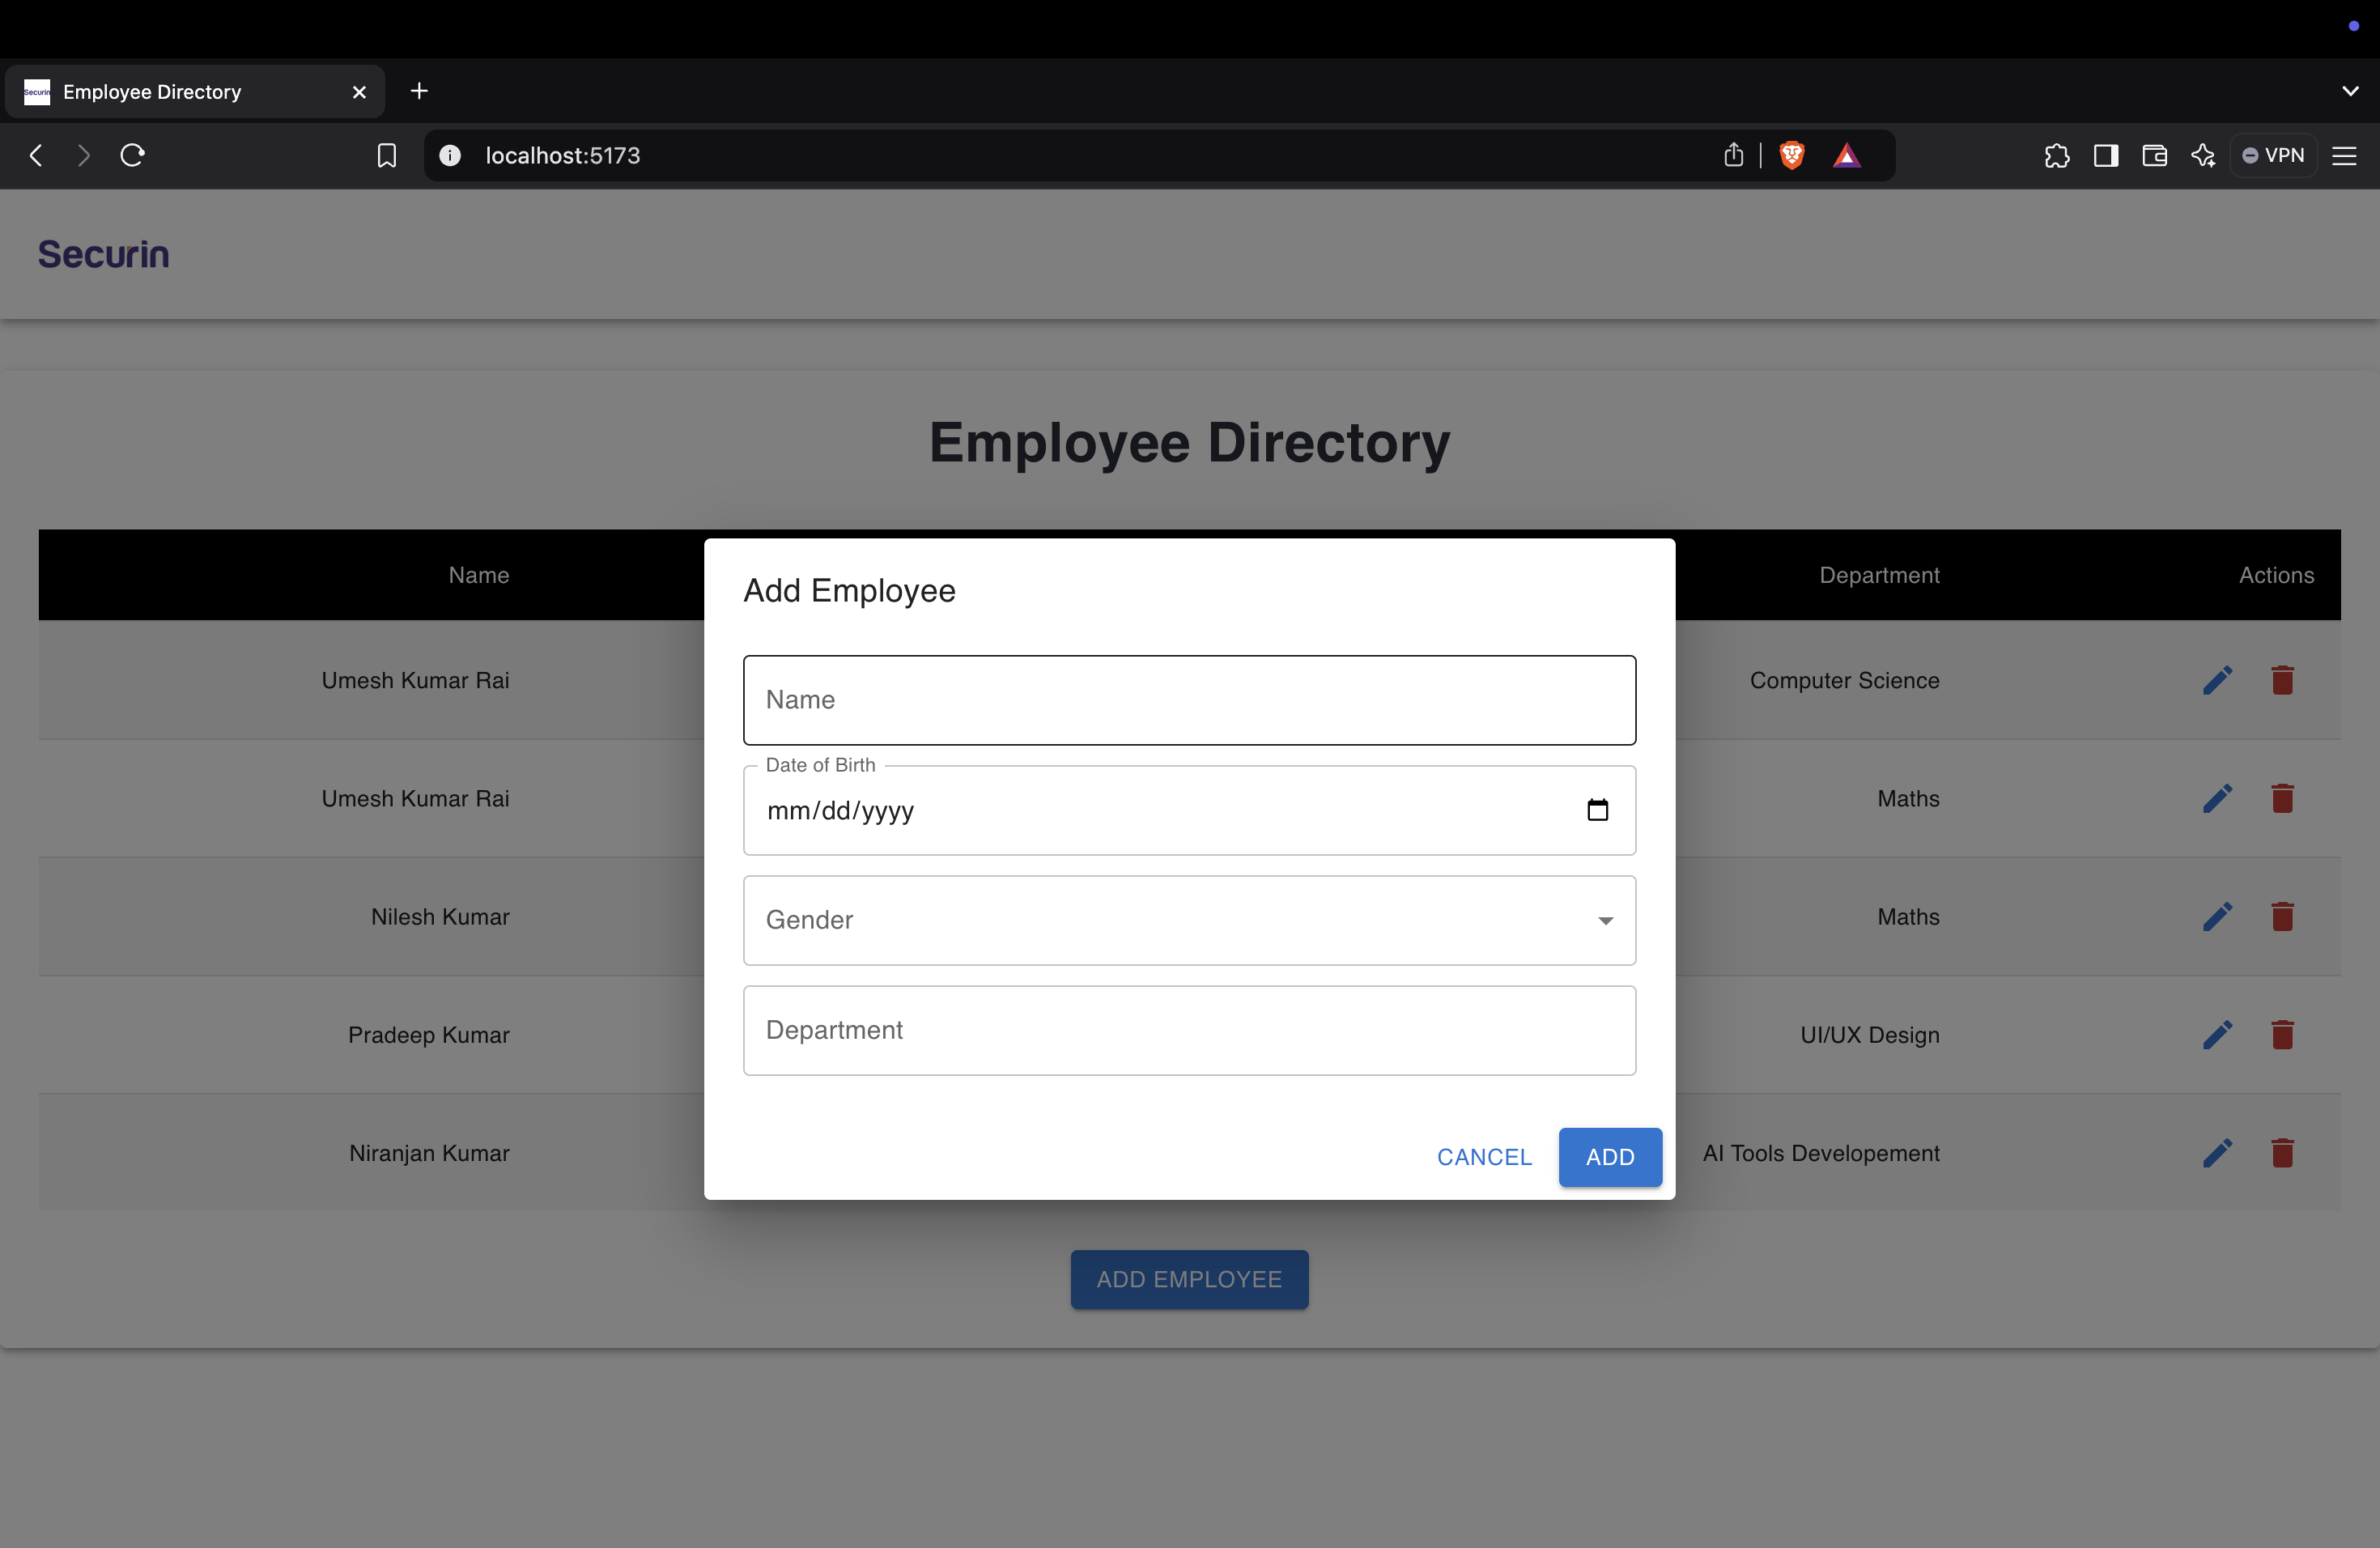 Securin Employee Directory
localhost:5173
VPN
Securin
Employee Directory
Name Department Actions
Umesh Kumar Rai Computer Science
Umesh Kumar Rai Maths
Nilesh Kumar Maths
Pradeep Kumar UI/UX Design
Niranjan Kumar AI Tools Developement
Add Employee
Name
Date of Birth
mm/dd/yyyy
Gender
Department
CANCEL ADD
ADD EMPLOYEE